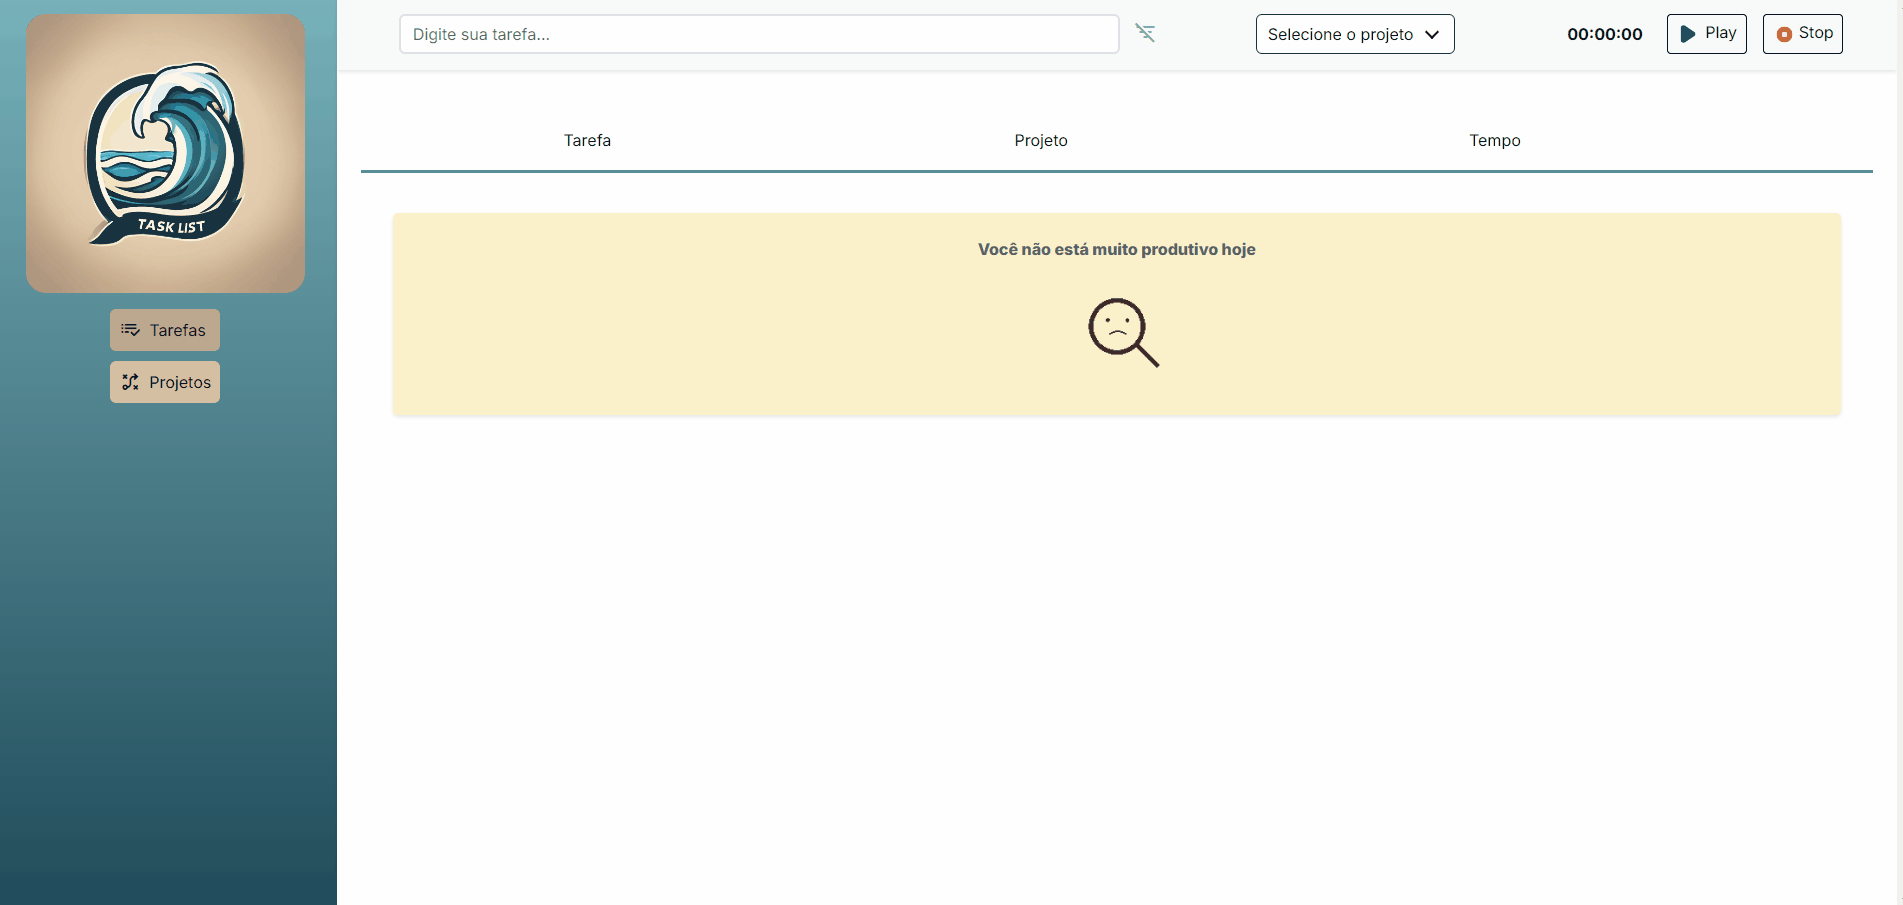 TASK LIST
Tarefas
Projetos
Digite sua tarefa...
Selecione o projeto
00:00:00
Play
Stop
Tarefa Projeto Tempo
Você não está muito produtivo hoje